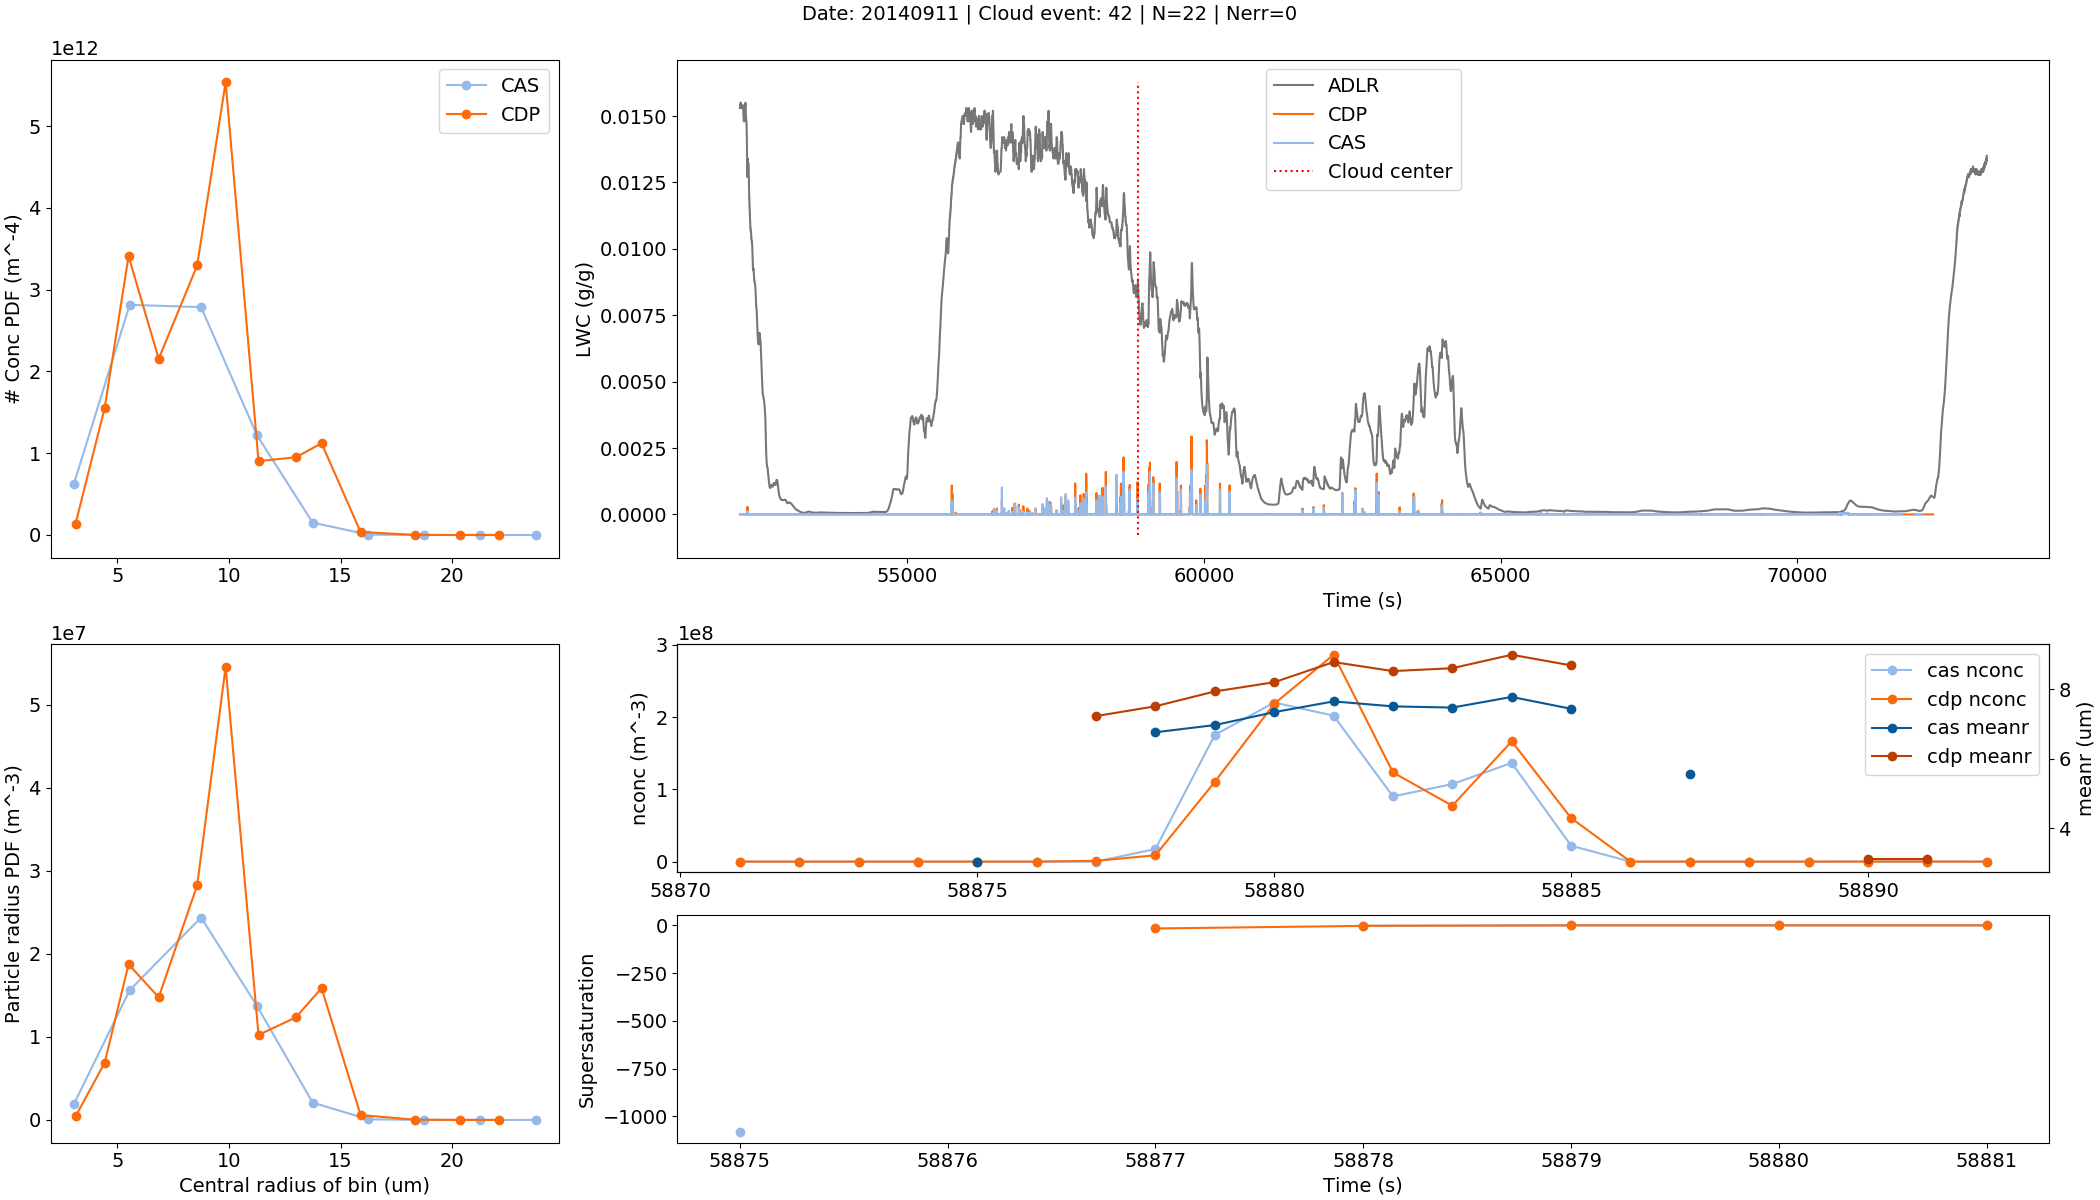 Date: 20140911 | Cloud event: 42 | N=22 | Nerr=0
1e12
# Conc PDF (m^-4)
5
4
3
2
1
0
5 10 15 20
CAS
CDP
LWC (g/g)
0.0150
0.0125
0.0100
0.0075
0.0050
0.0025
0.0000
55000 60000 65000 70000
Time (s)
ADLR
CDP
CAS
Cloud center
1e7
Particle radius PDF (m^-3)
5
4
3
2
1
0
5 10 15 20
Central radius of bin (um)
1e8
nconc (m^-3)
3
2
1
0
58870 58875 58880 58885 58890
8
6
4
meanr (um)
cas nconc
cdp nconc
cas meanr
cdp meanr
Supersaturation
0
−250
−500
−750
−1000
58875 58876 58877 58878 58879 58880 58881
Time (s)